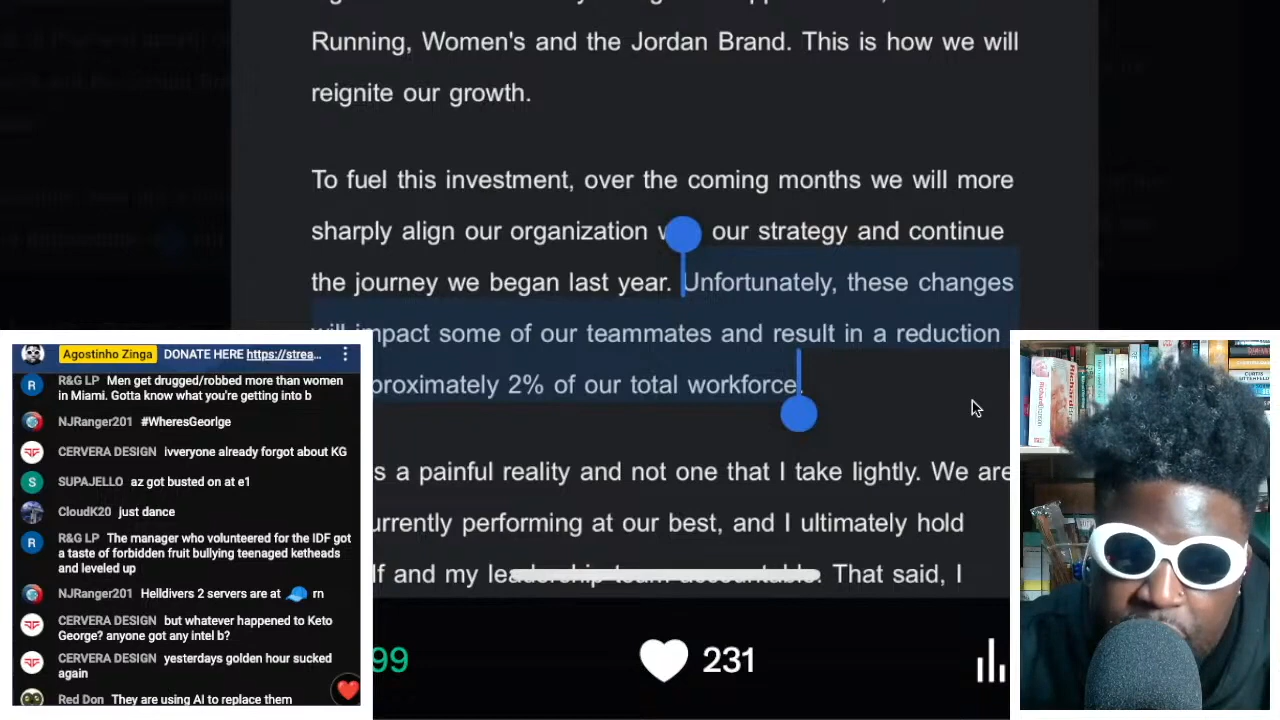 Running, Women's and the Jordan Brand. This is how we will
reignite our growth.
To fuel this investment, over the coming months we will more
sharply align our organization our strategy and continue
the journey we began last year. Unfortunately, these changes
will impact some of our teammates and result in a reduction
proximately 2% of our total workforce.
s a painful reality and not one that I take lightly. We are
urrently performing at our best, and I ultimately hold
lf and my leadership team accountable. That said, I
99
231
Agostinho Zinga DONATE HERE https://strea...
R R&G LP Men get drugged/robbed more than women
in Miami. Gotta know what you're getting into b
NJRanger201 #WheresGeorlge
CERVERA DESIGN ivveryone already forgot about KG
S SUPAJELLO az got busted on at e1
CloudK20 just dance
R R&G LP The manager who volunteered for the IDF got
a taste of forbidden fruit bullying teenaged ketheads
and leveled up
NJRanger201 Helldivers 2 servers are at 🧢 rn
CERVERA DESIGN but whatever happened to Keto
George? anyone got any intel b?
CERVERA DESIGN yesterdays golden hour sucked
again
Red Don They are using AI to replace them